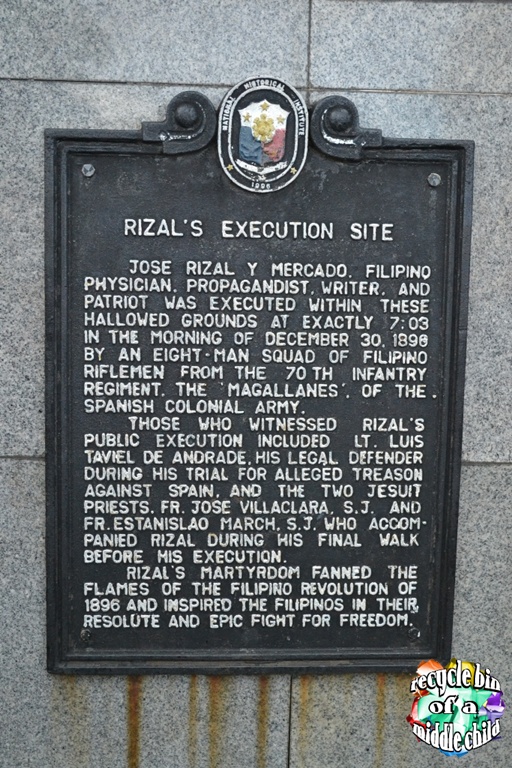 NATIONAL HISTORICAL INSTITUTE
1996
RIZAL'S EXECUTION SITE
JOSE RIZAL Y MERCADO, FILIPINO
PHYSICIAN, PROPAGANDIST, WRITER, AND
PATRIOT WAS EXECUTED WITHIN THESE
HALLOWED GROUNDS AT EXACTLY 7:03
IN THE MORNING OF DECEMBER 30, 1896
BY AN EIGHT-MAN SQUAD OF FILIPINO
RIFLEMEN FROM THE 70TH INFANTRY
REGIMENT, THE 'MAGALLANES', OF THE
SPANISH COLONIAL ARMY.
THOSE WHO WITNESSED RIZAL'S
PUBLIC EXECUTION INCLUDED LT. LUIS
TAVIEL DE ANDRADE, HIS LEGAL DEFENDER
DURING HIS TRIAL FOR ALLEGED TREASON
AGAINST SPAIN, AND THE TWO JESUIT
PRIESTS, FR. JOSE VILLACLARA, S.J. AND
FR. ESTANISLAO MARCH, S.J. WHO ACCOM-
PANIED RIZAL DURING HIS FINAL WALK
BEFORE HIS EXECUTION.
RIZAL'S MARTYRDOM FANNED THE
FLAMES OF THE FILIPINO REVOLUTION OF
1896 AND INSPIRED THE FILIPINOS IN THEIR
RESOLUTE AND EPIC FIGHT FOR FREEDOM.
recycle bin
of a
middle child